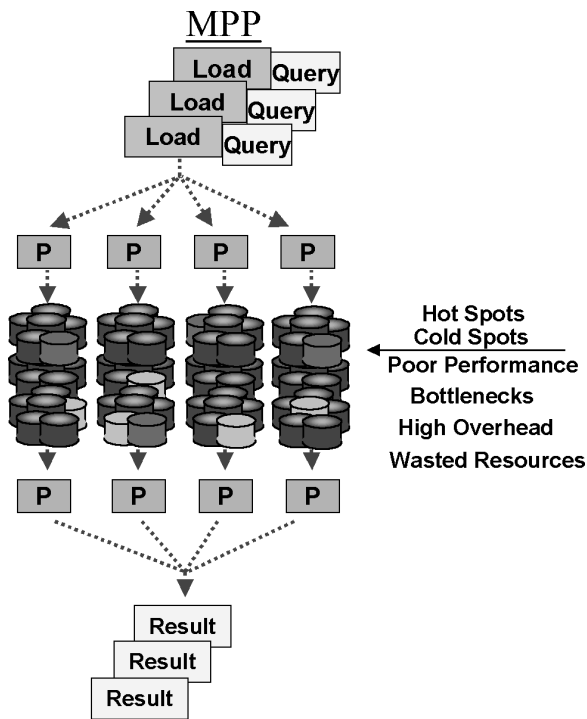 MPP
Load Query
Load Query
Load Query
P P P P
Hot Spots
Cold Spots
Poor Performance
Bottlenecks
High Overhead
Wasted Resources
P P P P
Result
Result
Result